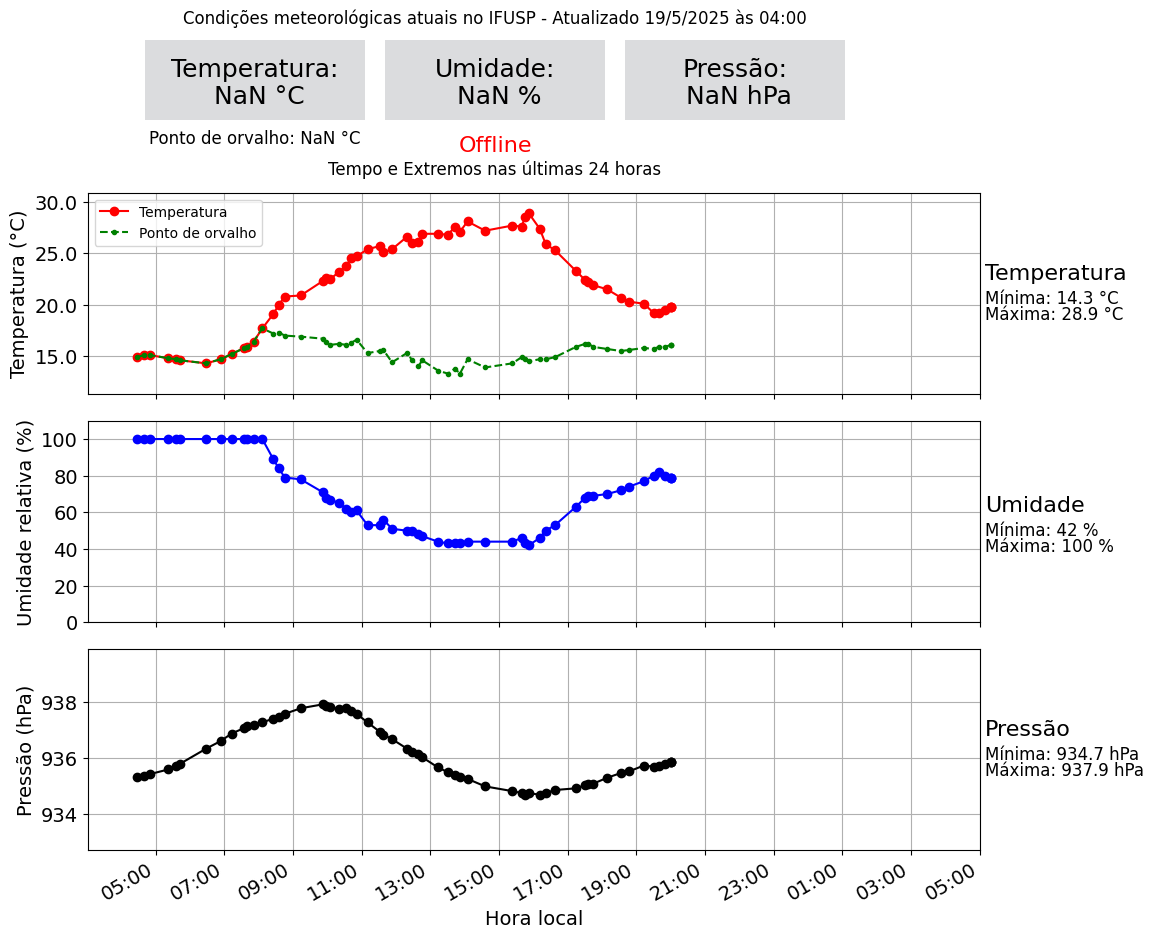 Condições meteorológicas atuais no IFUSP - Atualizado 19/5/2025 às 04:00
Temperatura:
NaN °C
Umidade:
NaN %
Pressão:
NaN hPa
Ponto de orvalho: NaN °C
Offline
Tempo e Extremos nas últimas 24 horas
Temperatura (°C)
30.0
25.0
20.0
15.0
Temperatura
Ponto de orvalho
Temperatura
Mínima: 14.3 °C
Máxima: 28.9 °C
Umidade relativa (%)
100
80
60
40
20
0
Umidade
Mínima: 42 %
Máxima: 100 %
Pressão (hPa)
938
936
934
Pressão
Mínima: 934.7 hPa
Máxima: 937.9 hPa
05:00 07:00 09:00 11:00 13:00 15:00 17:00 19:00 21:00 23:00 01:00 03:00 05:00
Hora local